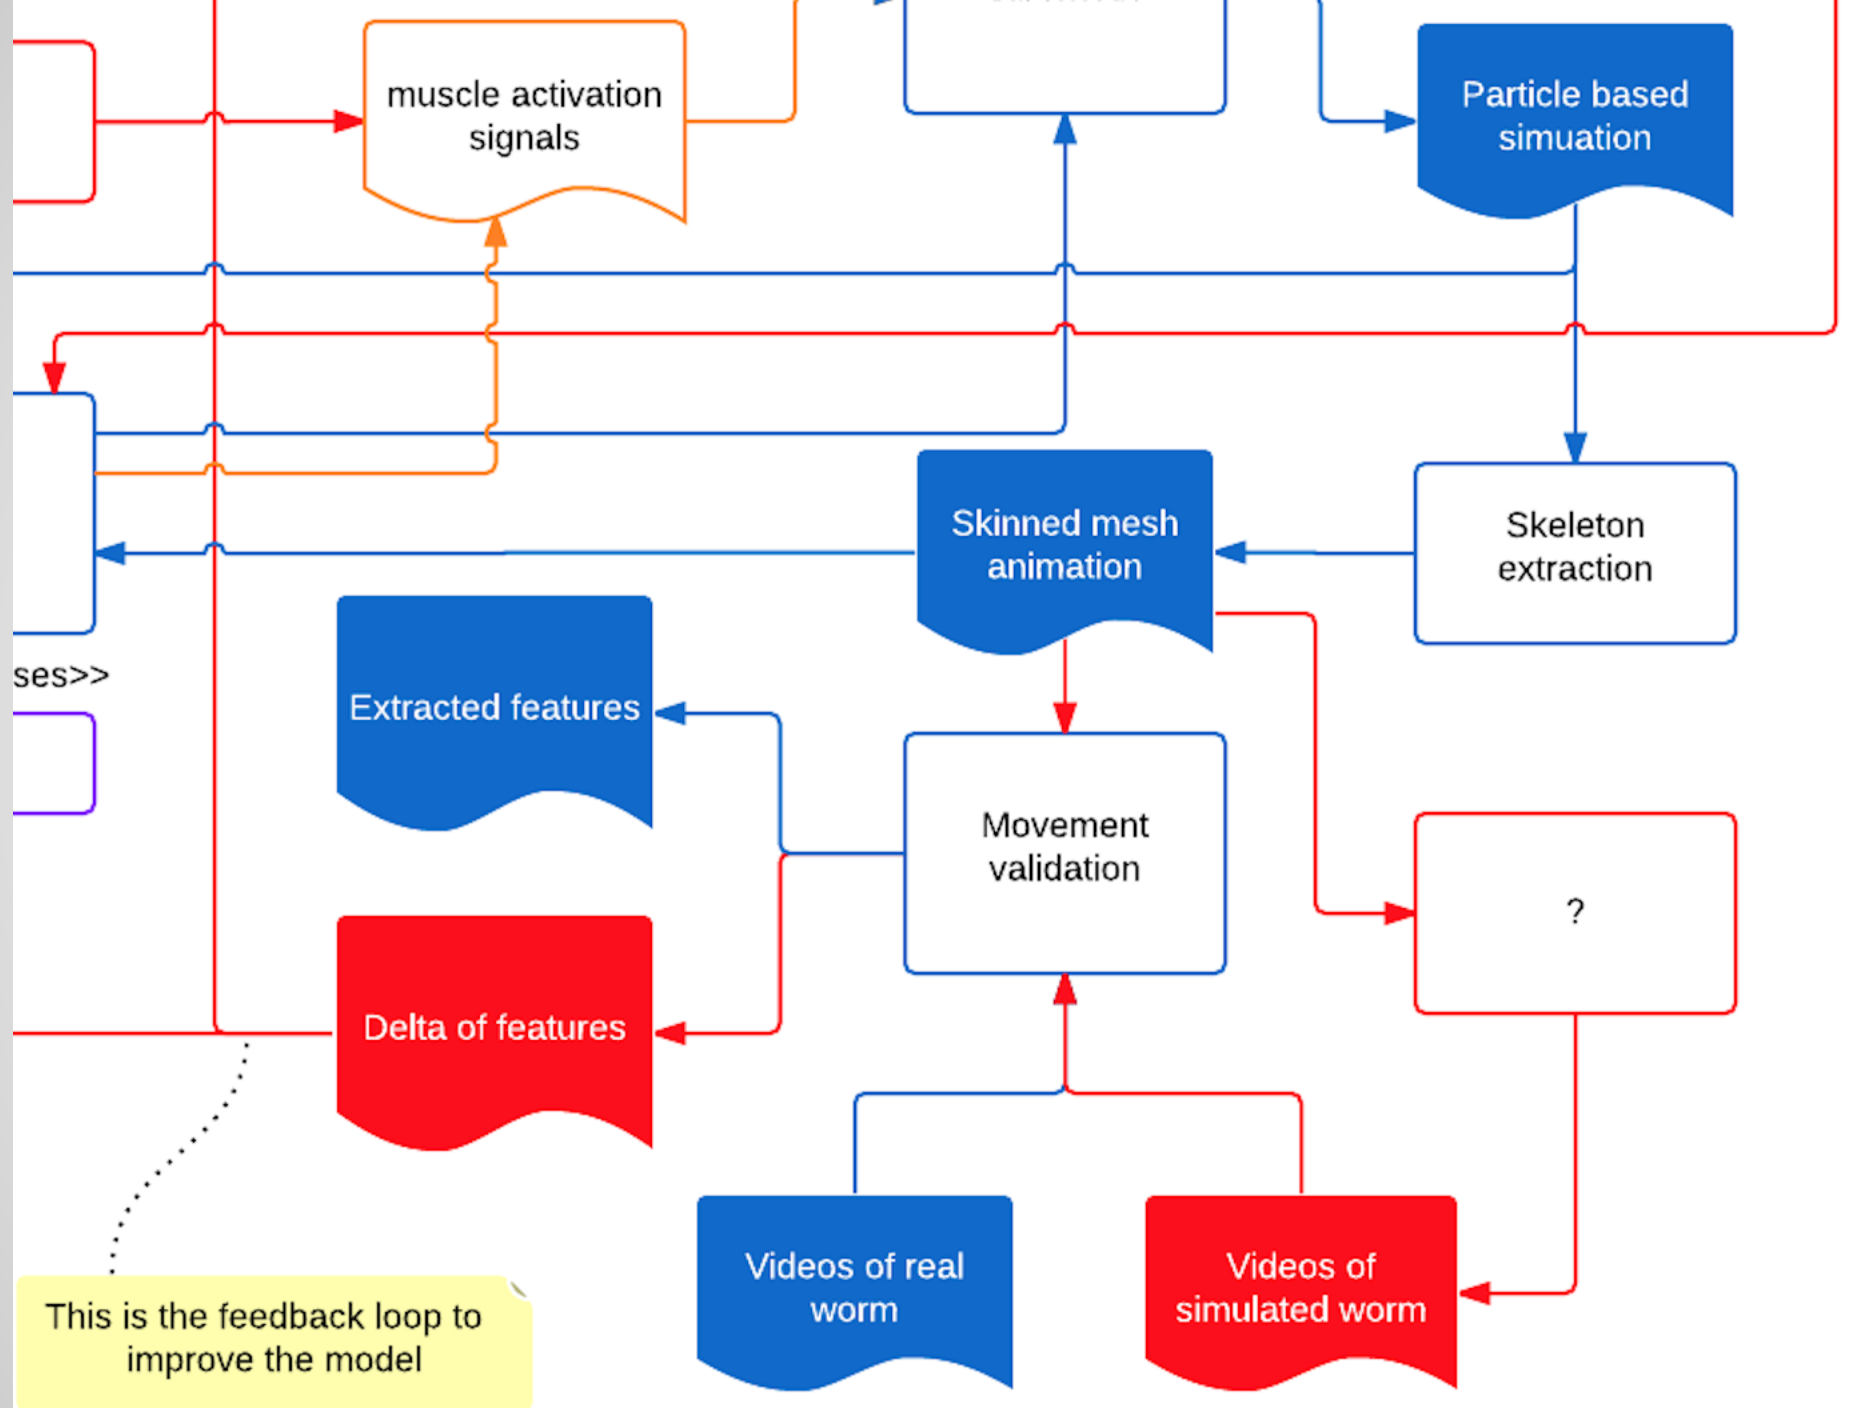 muscle activation
signals
Particle based
simuation
Skinned mesh
animation
Skeleton
extraction
ses>>
Extracted features
Movement
validation
?
Delta of features
Videos of real
worm
Videos of
simulated worm
This is the feedback loop to
improve the model